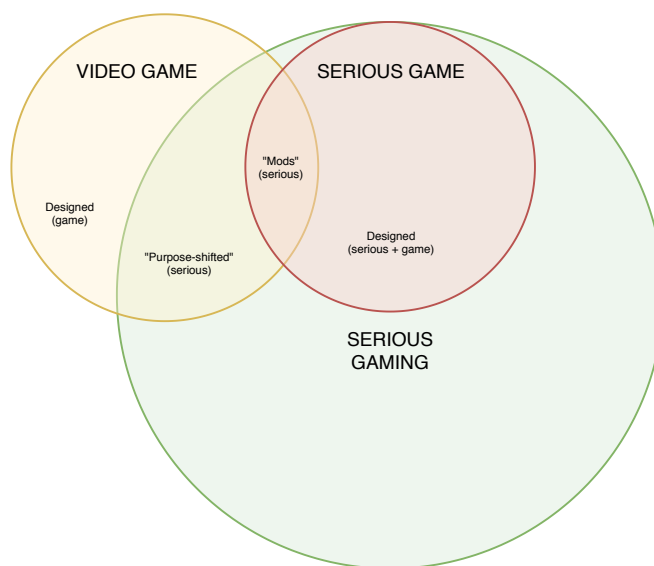 VIDEO GAME
SERIOUS GAME
"Mods"
(serious)
Designed
(game)
"Purpose-shifted"
(serious)
Designed
(serious + game)
SERIOUS
GAMING